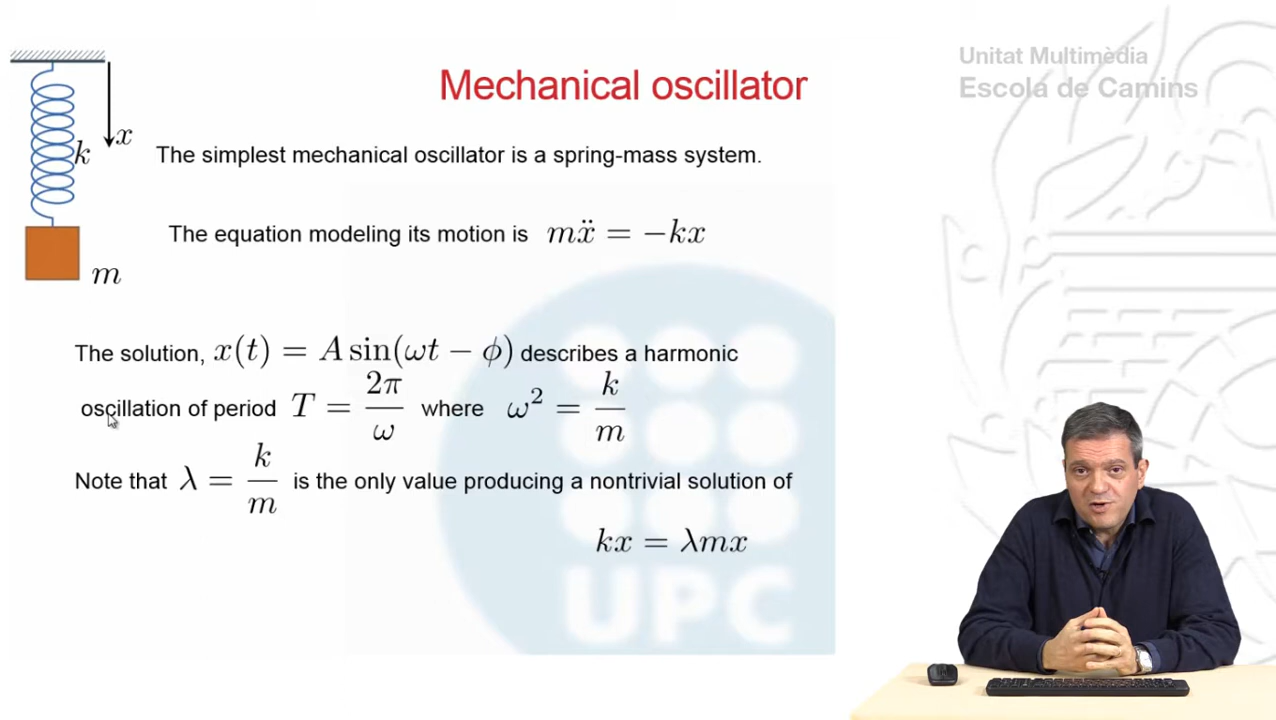 Unitat Multimèdia
Escola de Camins
Mechanical oscillator
x
k
The simplest mechanical oscillator is a spring-mass system.
The equation modeling its motion is mẍ = −kx
m
The solution, x(t) = A sin(ωt − ϕ) describes a harmonic
oscillation of period T = 2π/ω where ω² = k/m
Note that λ = k/m is the only value producing a nontrivial solution of
kx = λmx
UPC